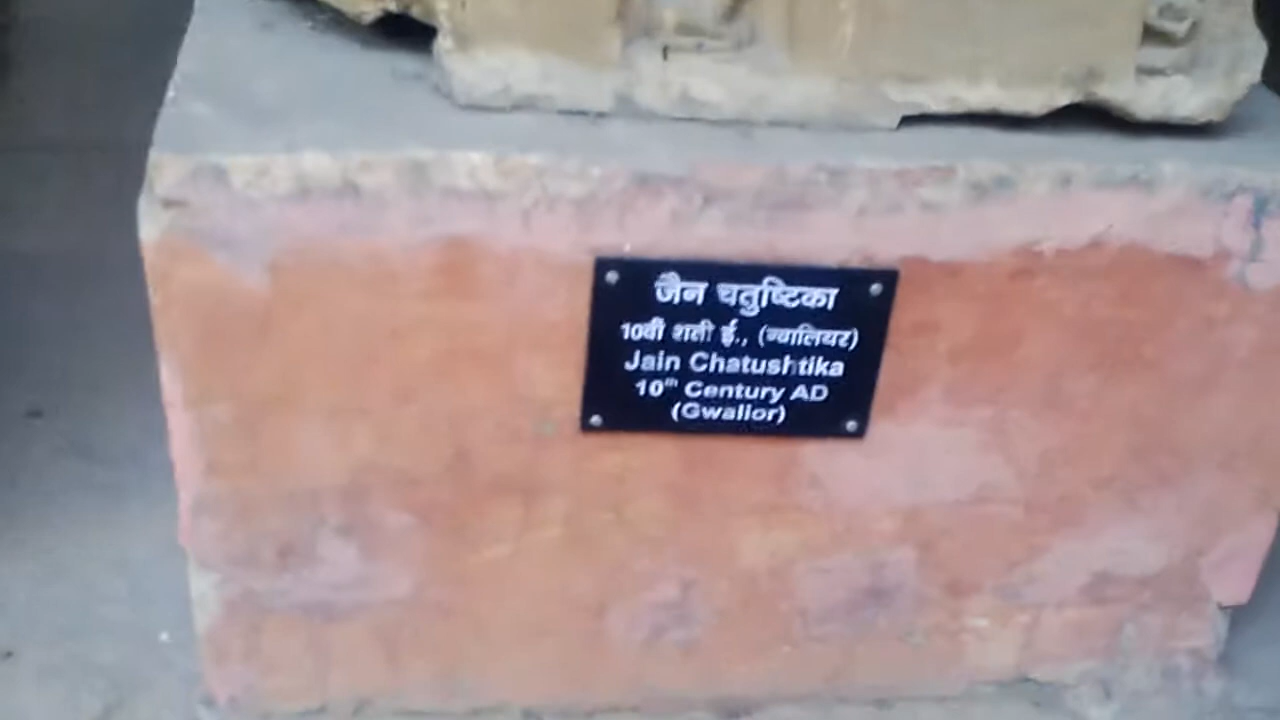 जैन चतुष्टिका
10वी शती ई., (ग्वालियर)
Jain Chatushtika
10th Century AD
(Gwalior)